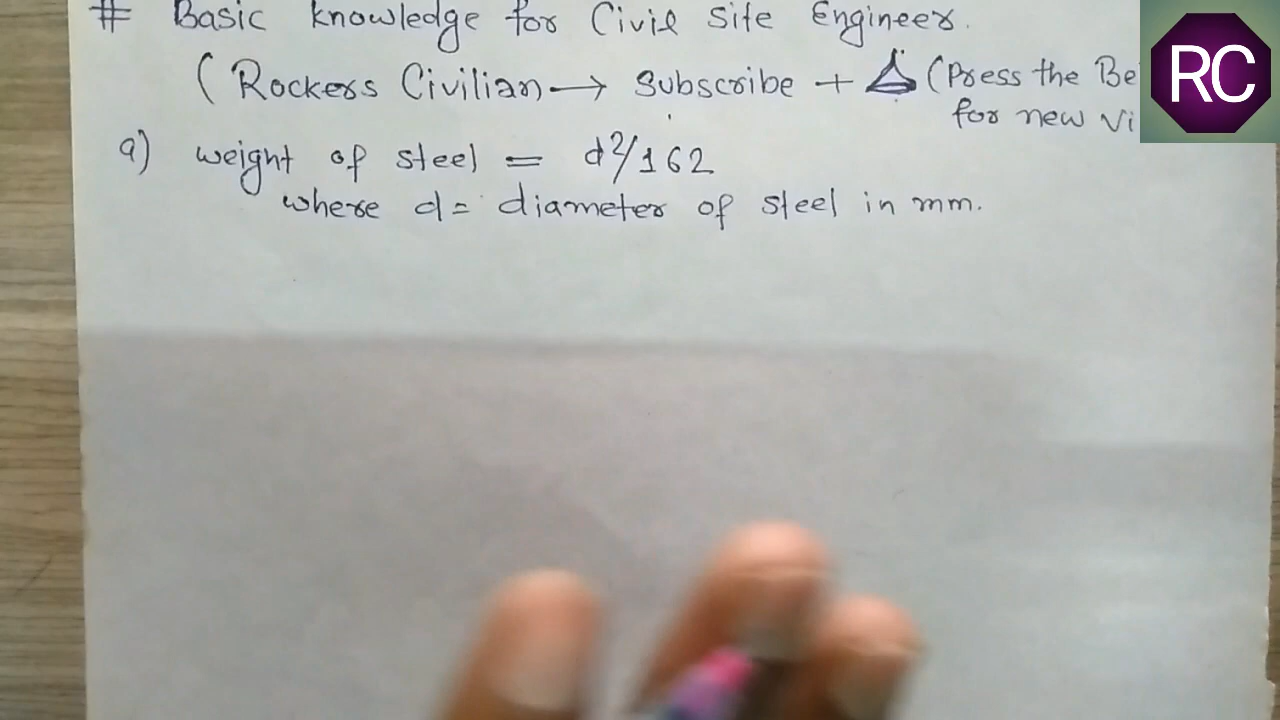 # Basic knowledge for Civil Site Engineer.
(Rockers Civilian → Subscribe + (Press the Be
for new Vi
RC
a) weight of steel = d²/162
where d = diameter of steel in mm.